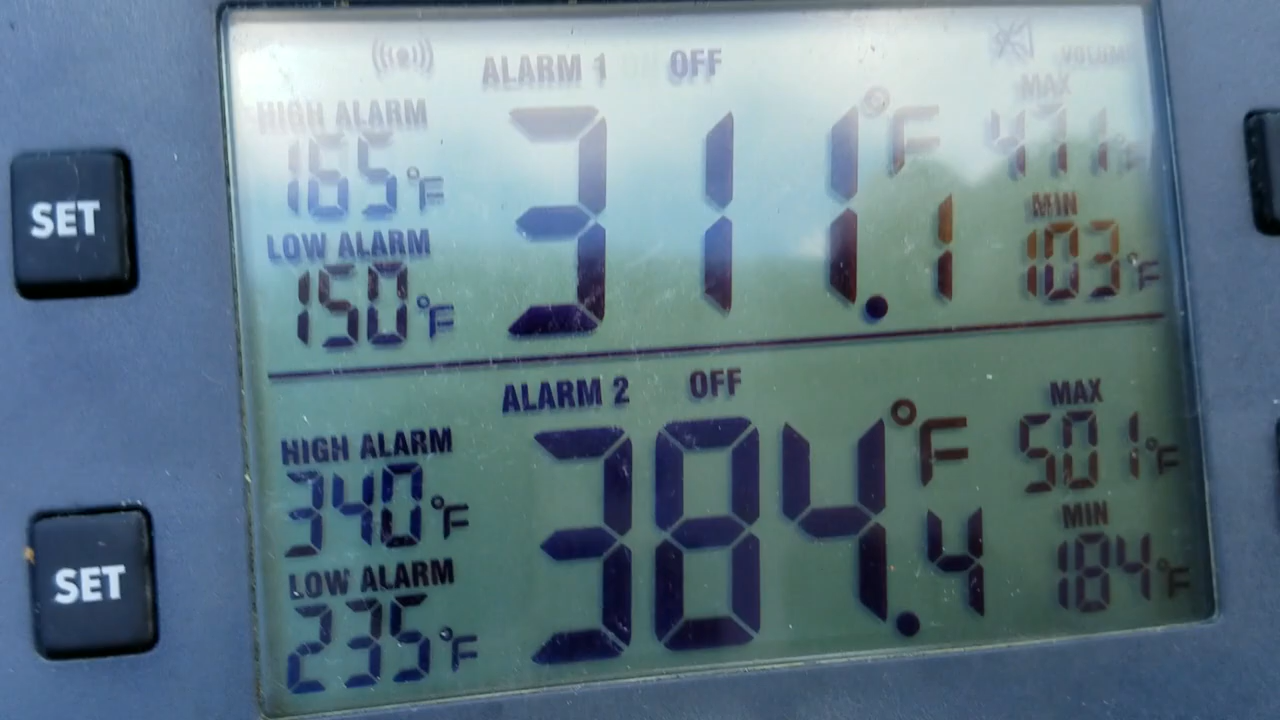 ALARM 1 OFF
HIGH ALARM
165°F
LOW ALARM
150°F
311.1°F
MAX
471°F
MIN
103°F
SET
ALARM 2 OFF
HIGH ALARM
340°F
LOW ALARM
235°F
384.4°F
MAX
501°F
MIN
184°F
SET